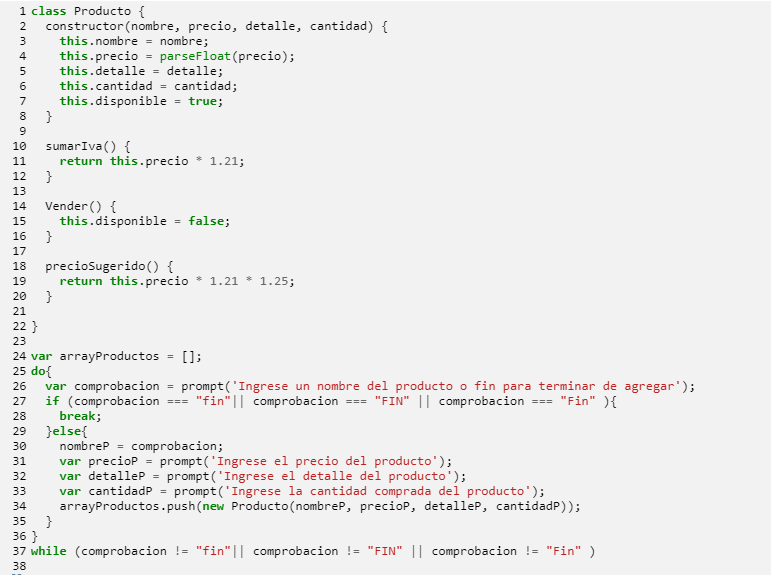 1 class Producto {
2   constructor(nombre, precio, detalle, cantidad) {
3     this.nombre = nombre;
4     this.precio = parseFloat(precio);
5     this.detalle = detalle;
6     this.cantidad = cantidad;
7     this.disponible = true;
8   }
9
10   sumarIva() {
11     return this.precio * 1.21;
12   }
13
14   Vender() {
15     this.disponible = false;
16   }
17
18   precioSugerido() {
19     return this.precio * 1.21 * 1.25;
20   }
21
22 }
23
24 var arrayProductos = [];
25 do{
26   var comprobacion = prompt('Ingrese un nombre del producto o fin para terminar de agregar');
27   if (comprobacion === "fin"|| comprobacion === "FIN" || comprobacion === "Fin" ){
28     break;
29   }else{
30     nombreP = comprobacion;
31     var precioP = prompt('Ingrese el precio del producto');
32     var detalleP = prompt('Ingrese el detalle del producto');
33     var cantidadP = prompt('Ingrese la cantidad comprada del producto');
34     arrayProductos.push(new Producto(nombreP, precioP, detalleP, cantidadP));
35   }
36 }
37 while (comprobacion != "fin"|| comprobacion != "FIN" || comprobacion != "Fin" )
38